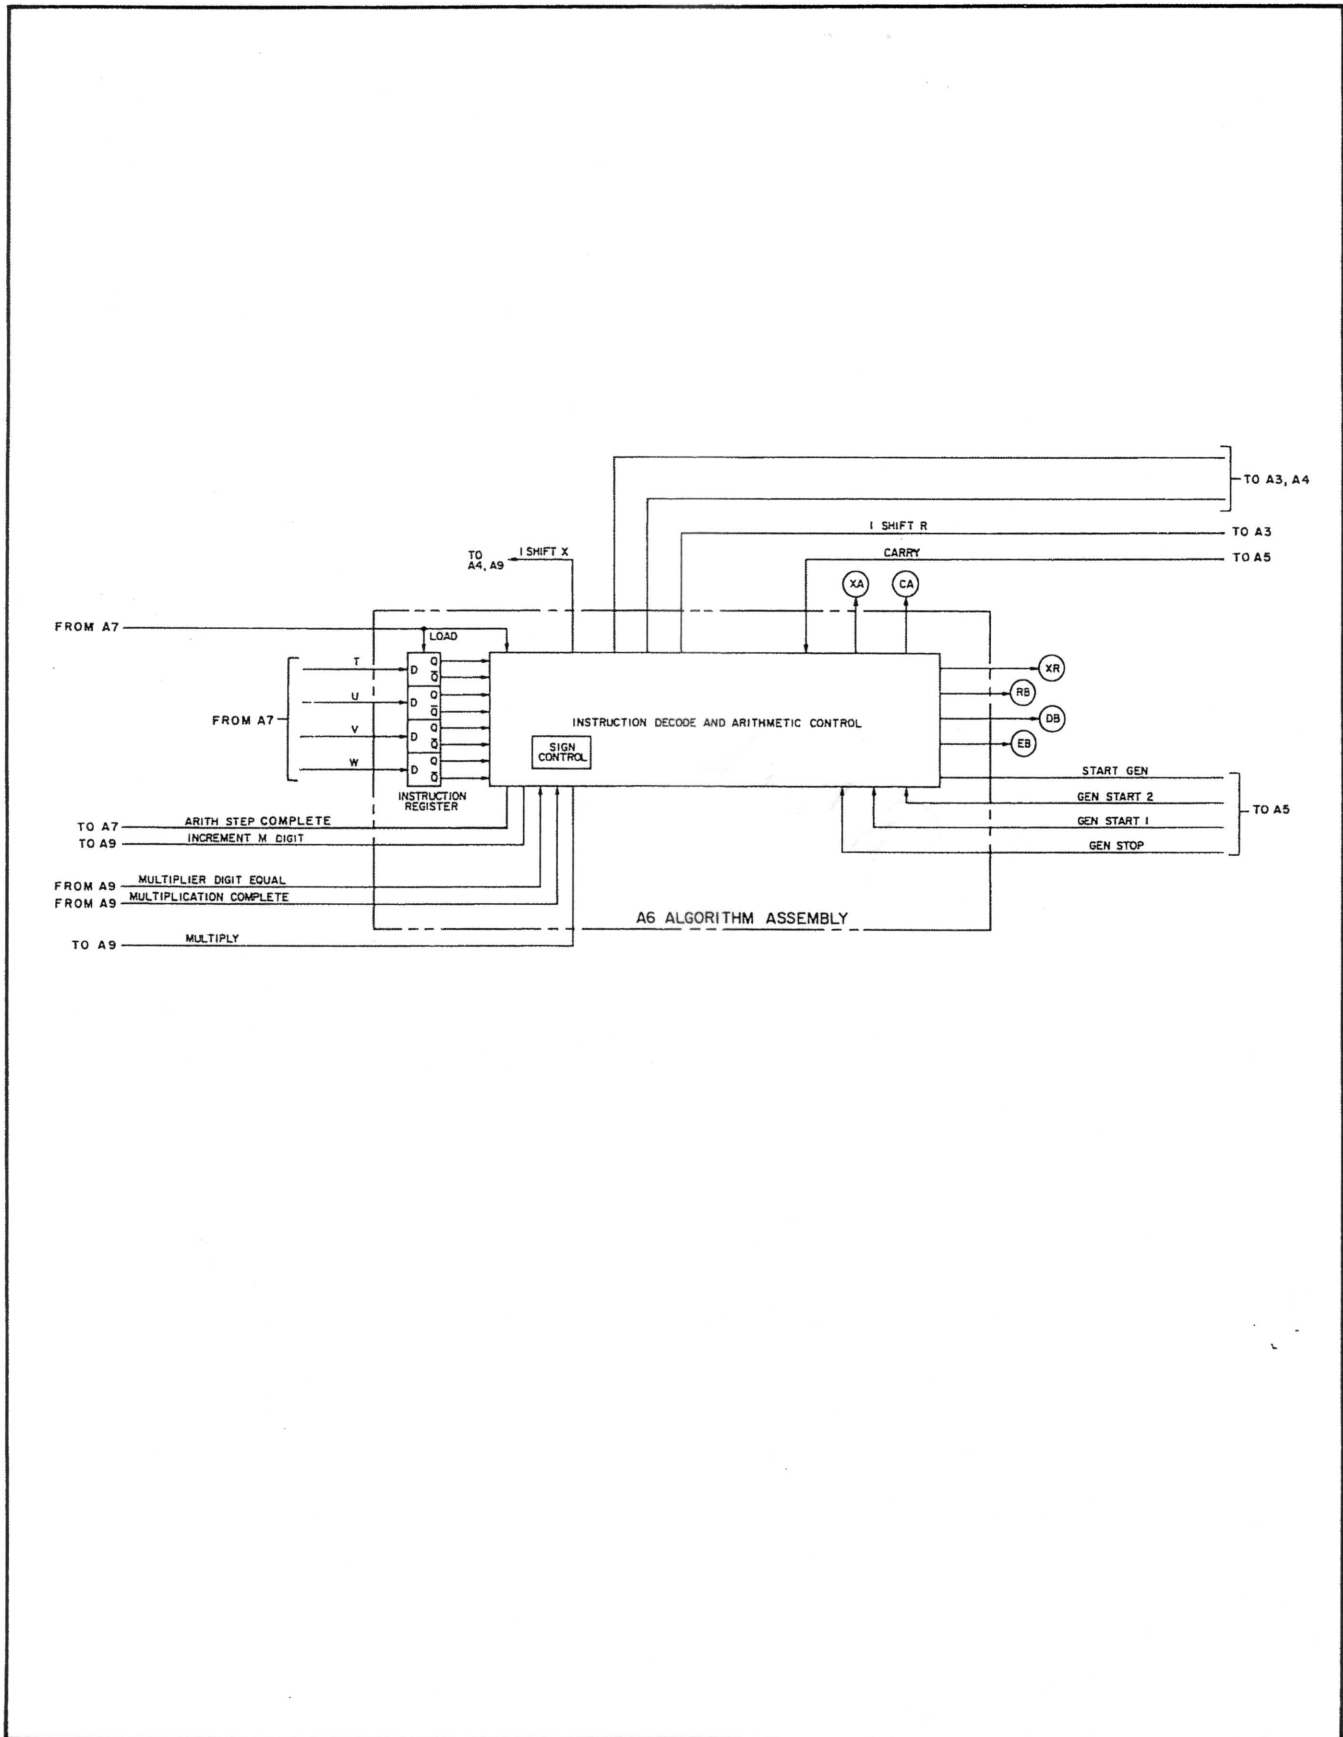 TO A3, A4
1 SHIFT R
TO A3
TO
A4, A9
1 SHIFT X
CARRY
TO A5
XA
CA
FROM A7
LOAD
T
D
Q
Q̅
XR
U
D
Q
Q̅
RB
FROM A7
INSTRUCTION DECODE AND ARITHMETIC CONTROL
V
D
Q
Q̅
DB
SIGN
CONTROL
EB
W
D
Q
Q̅
START GEN
INSTRUCTION
REGISTER
GEN START 2
TO A5
TO A7
ARITH STEP COMPLETE
GEN START 1
TO A9
INCREMENT M DIGIT
GEN STOP
FROM A9
MULTIPLIER DIGIT EQUAL
FROM A9
MULTIPLICATION COMPLETE
A6 ALGORITHM ASSEMBLY
TO A9
MULTIPLY